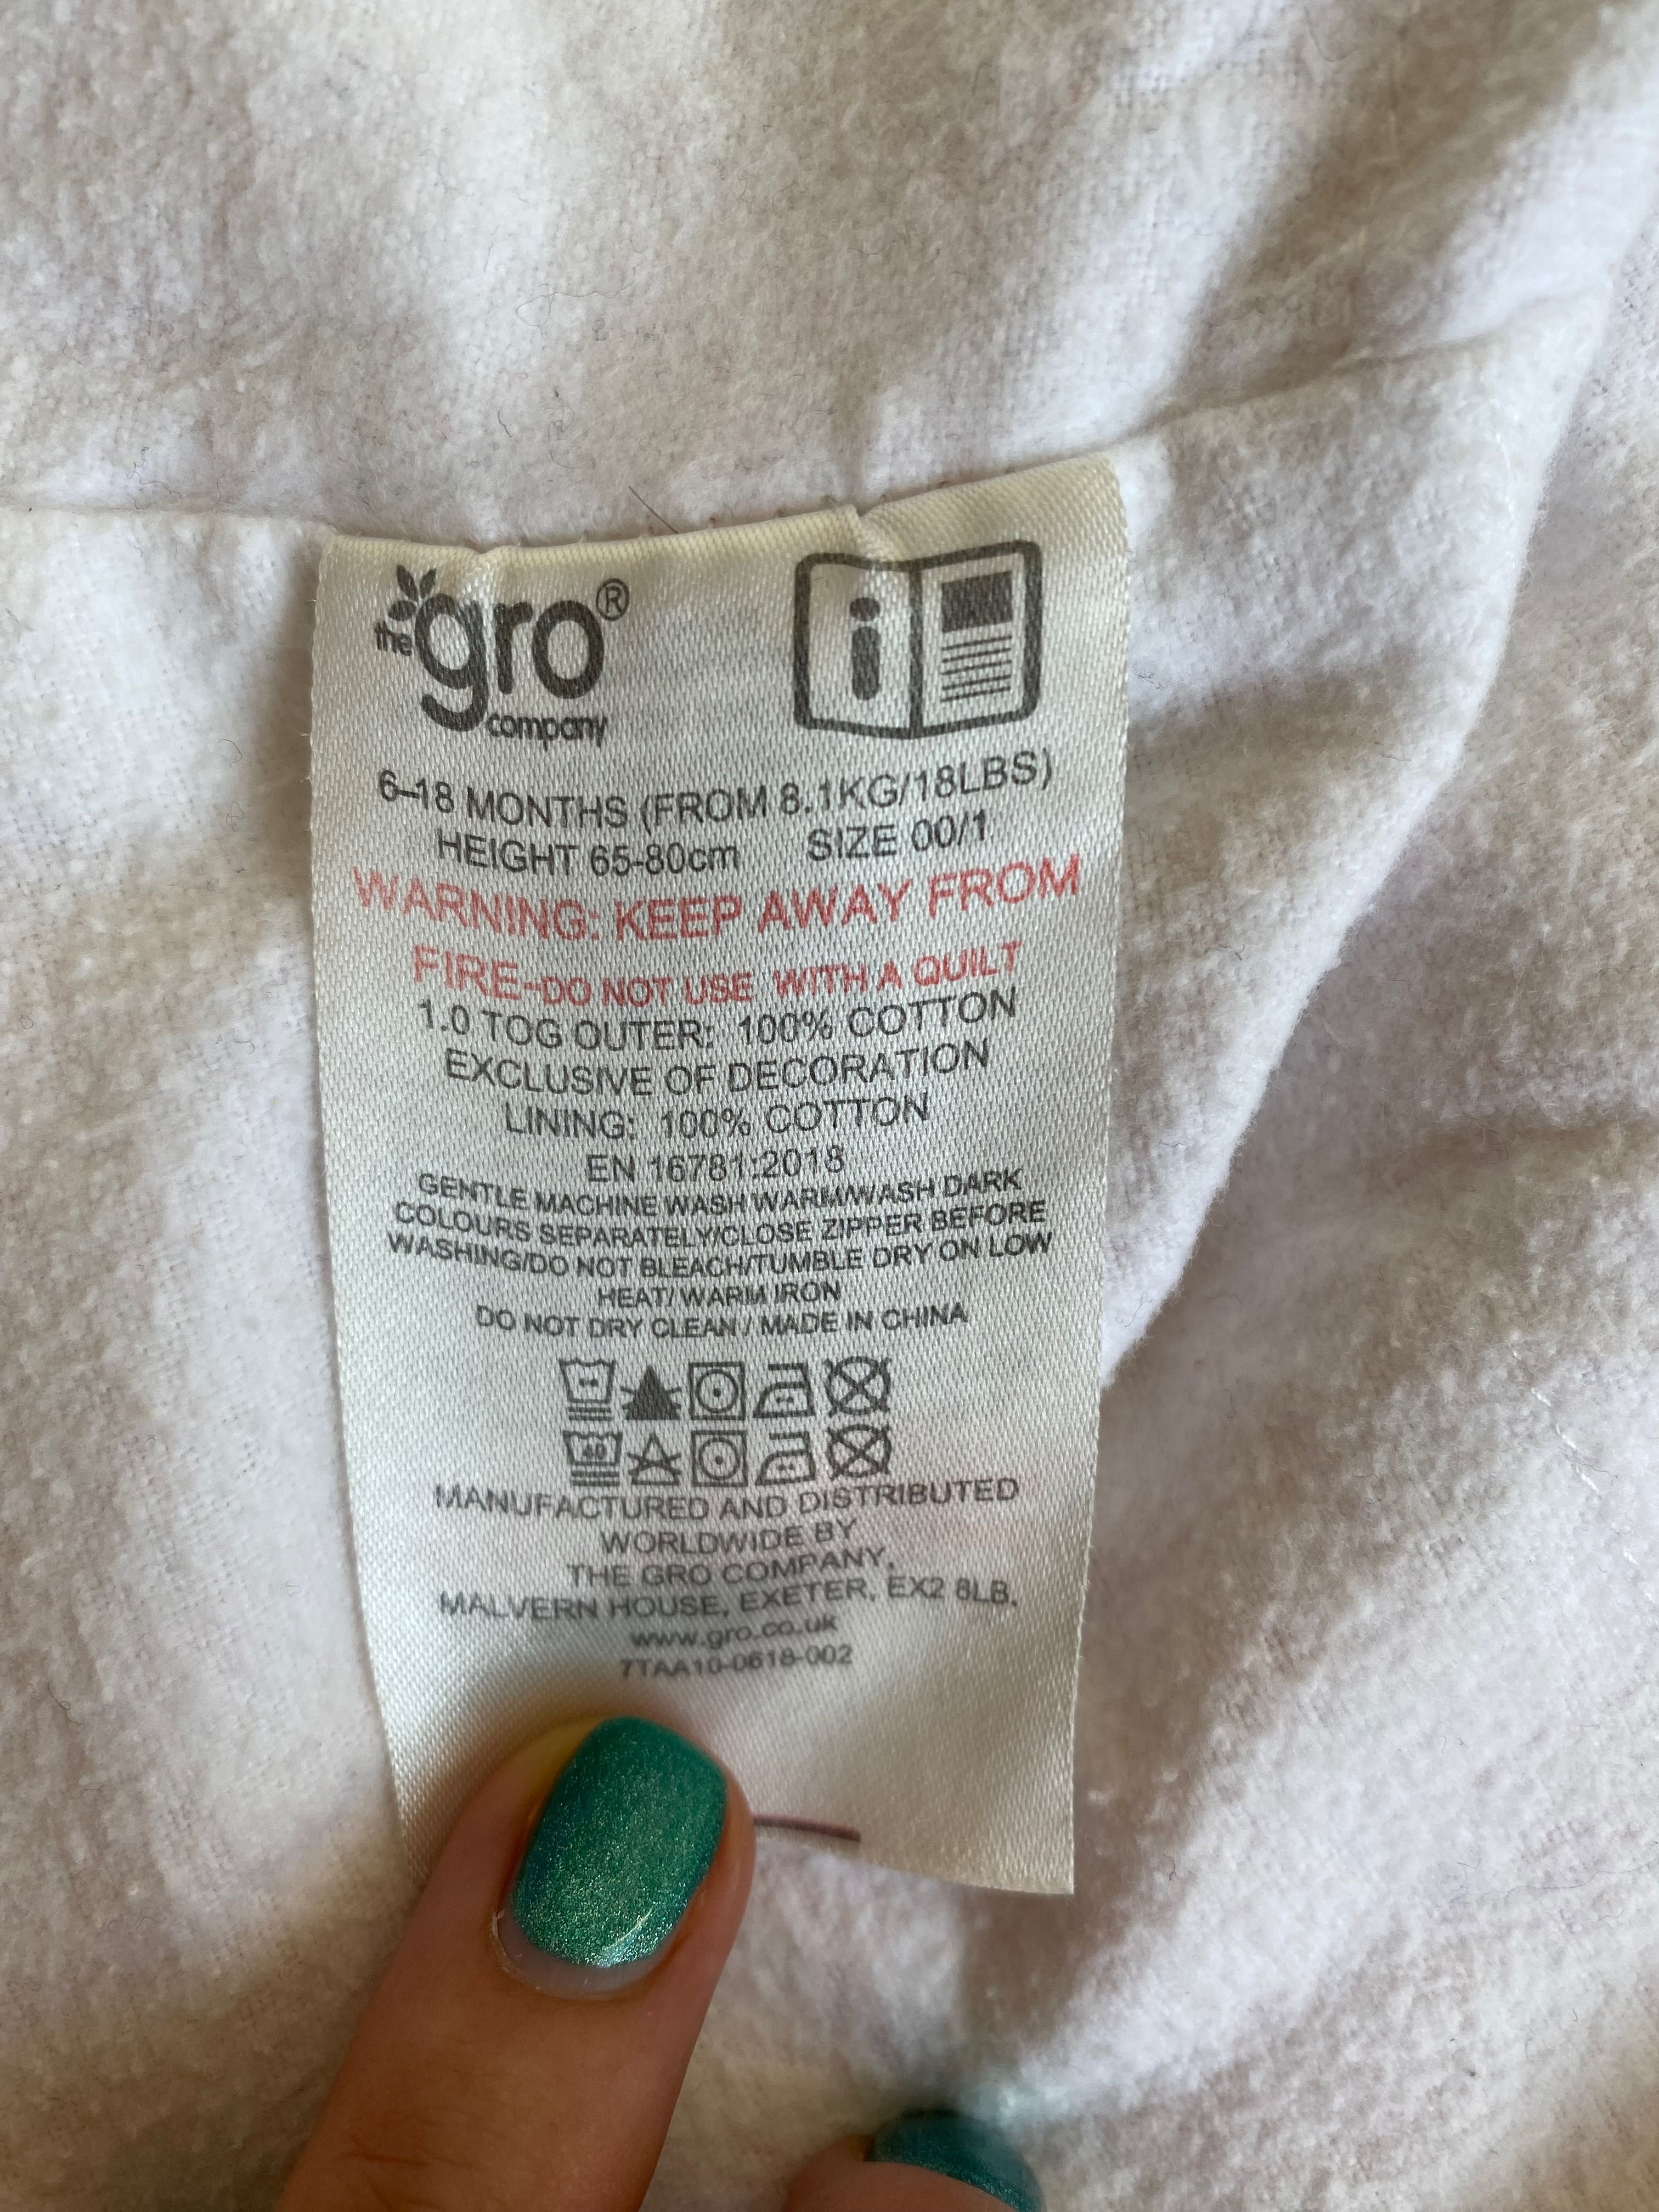 the gro®
company
i
6-18 MONTHS (FROM 8.1KG/18LBS)
HEIGHT 65-80cm SIZE 00/1
WARNING: KEEP AWAY FROM
FIRE-DO NOT USE WITH A QUILT
1.0 TOG OUTER: 100% COTTON
EXCLUSIVE OF DECORATION
LINING: 100% COTTON
EN 16781:2018
GENTLE MACHINE WASH WARM/WASH DARK
COLOURS SEPARATELY/CLOSE ZIPPER BEFORE
WASHING/DO NOT BLEACH/TUMBLE DRY ON LOW
HEAT/ WARM IRON
DO NOT DRY CLEAN / MADE IN CHINA
40
MANUFACTURED AND DISTRIBUTED
WORLDWIDE BY
THE GRO COMPANY,
MALVERN HOUSE, EXETER, EX2 8LB.
www.gro.co.uk
7TAA10-0618-002